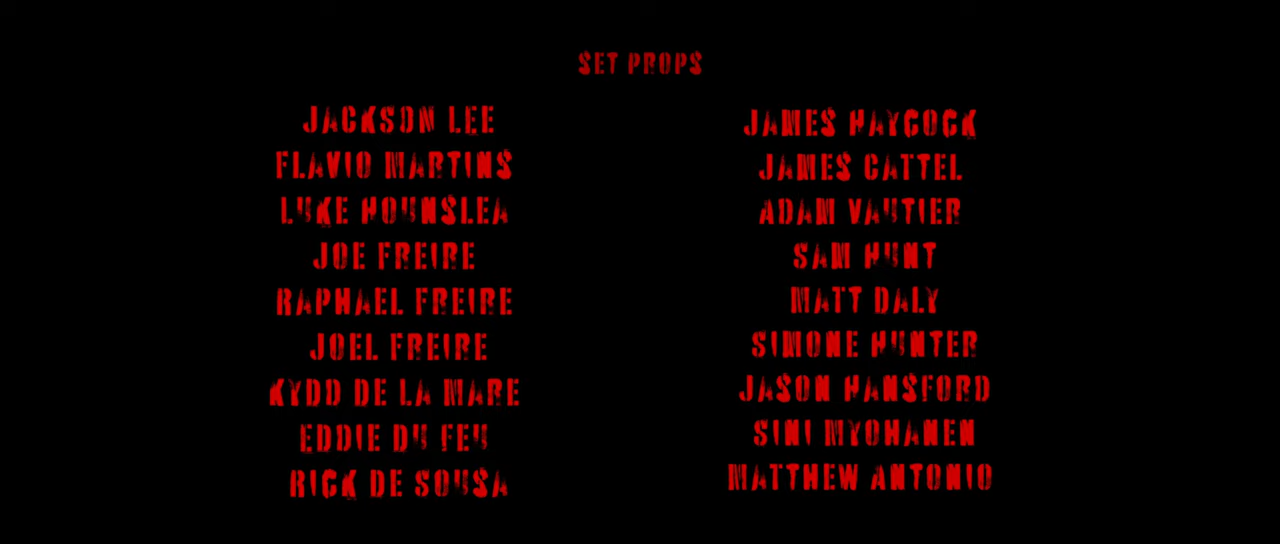 SET PROPS
JACKSON LEE
FLAVIO MARTINS
LUKE HOUNSLEA
JOE FREIRE
RAPHAEL FREIRE
JOEL FREIRE
KYDD DE LA MARE
EDDIE DU FEU
RICK DE SOUSA
JAMES HAYCOCK
JAMES CATTEL
ADAM VAUTIER
SAM HUNT
MATT DALY
SIMONE HUNTER
JASON HANSFORD
SINI MYOHANEN
MATTHEW ANTONIO